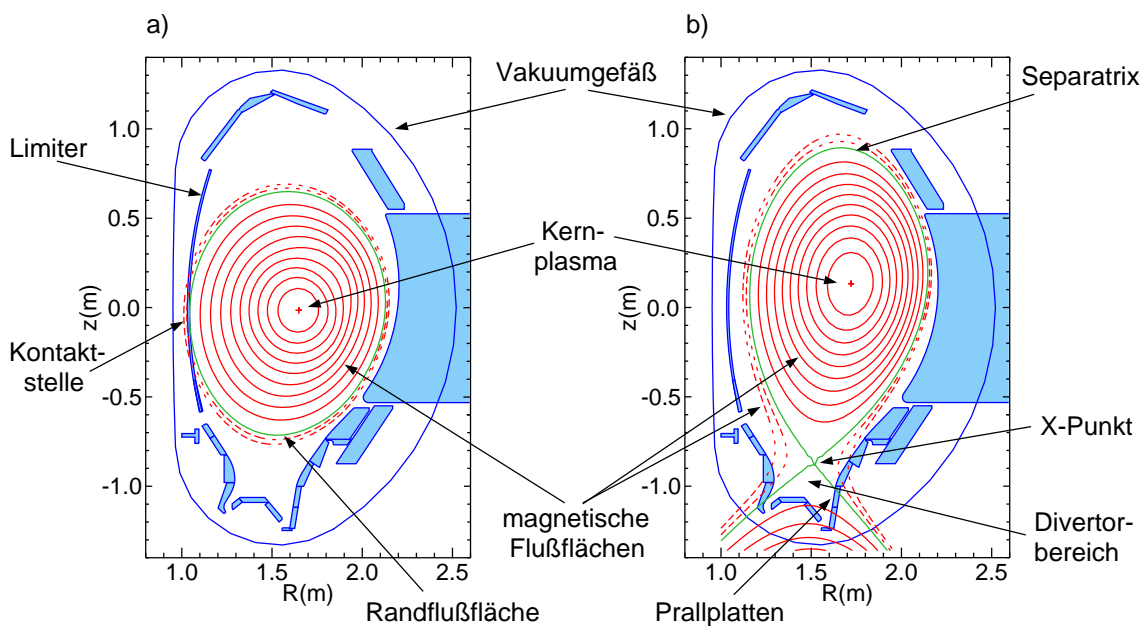 a)
b)
Vakuumgefäß
Separatrix
Limiter
Kern-
plasma
Kontakt-
stelle
X-Punkt
magnetische
Flußflächen
Divertor-
bereich
Randflußfläche
Prallplatten
z(m)
1.0
0.5
0.0
-0.5
-1.0
1.0 1.5 2.0 2.5
R(m)
z(m)
1.0
0.5
0.0
-0.5
-1.0
1.0 1.5 2.0 2.5
R(m)